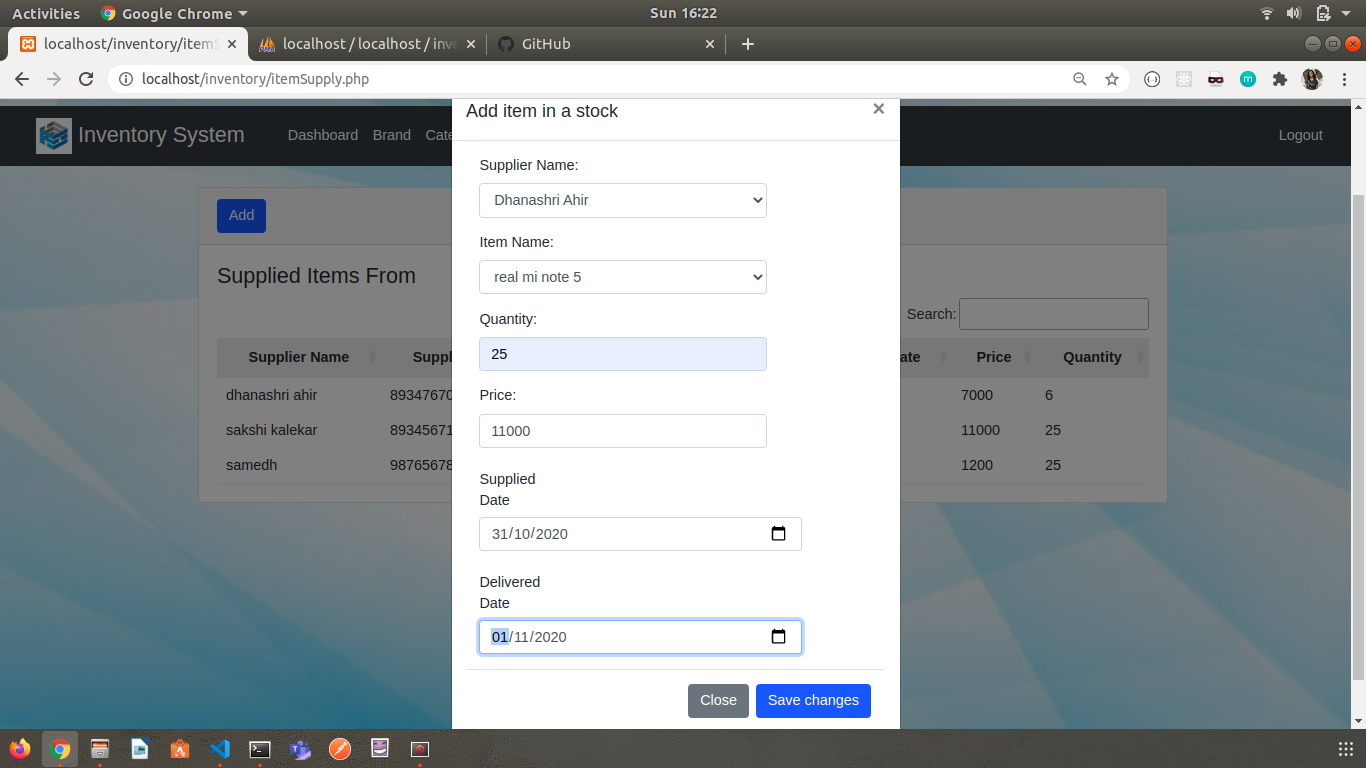 Activities Google Chrome Sun 16:22
localhost/inventory/itemS localhost / localhost / inve GitHub
localhost/inventory/itemSupply.php
Add item in a stock ×
Inventory System Dashboard Brand Cate Logout
Supplier Name:
Dhanashri Ahir
Add
Item Name:
real mi note 5
Supplied Items From
Quantity:
Search:
25
Supplier Name Suppl ate Price Quantity
Price:
dhanashri ahir 89347670 7000 6
11000
sakshi kalekar 89345671 11000 25
samedh 98765678 1200 25
Supplied
Date
31/10/2020
Delivered
Date
01/11/2020
Close Save changes